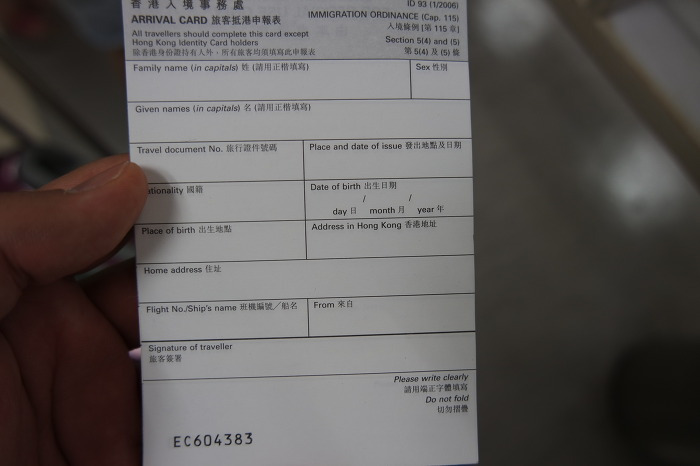 香港入境事務處
ID 93 (1/2006)
ARRIVAL CARD 旅客抵港申報表
IMMIGRATION ORDINANCE (Cap. 115)
入境條例 [第 115 章]
All travellers should complete this card except
Hong Kong Identity Card holders
Section 5(4) and (5)
除香港身份證持有人外，所有旅客均須填寫此申報表
第 5(4) 及 (5) 條
Family name (in capitals) 姓 (請用正楷填寫)
Sex 性別
Given names (in capitals) 名 (請用正楷填寫)
Travel document No. 旅行證件號碼
Place and date of issue 發出地點及日期
ationality 國籍
Date of birth 出生日期
/ /
day 日 month 月 year 年
Place of birth 出生地點
Address in Hong Kong 香港地址
Home address 住址
Flight No./Ship's name 班機編號／船名
From 來自
Signature of traveller
旅客簽署
Please write clearly
請用端正字體填寫
Do not fold
切勿摺疊
EC604383